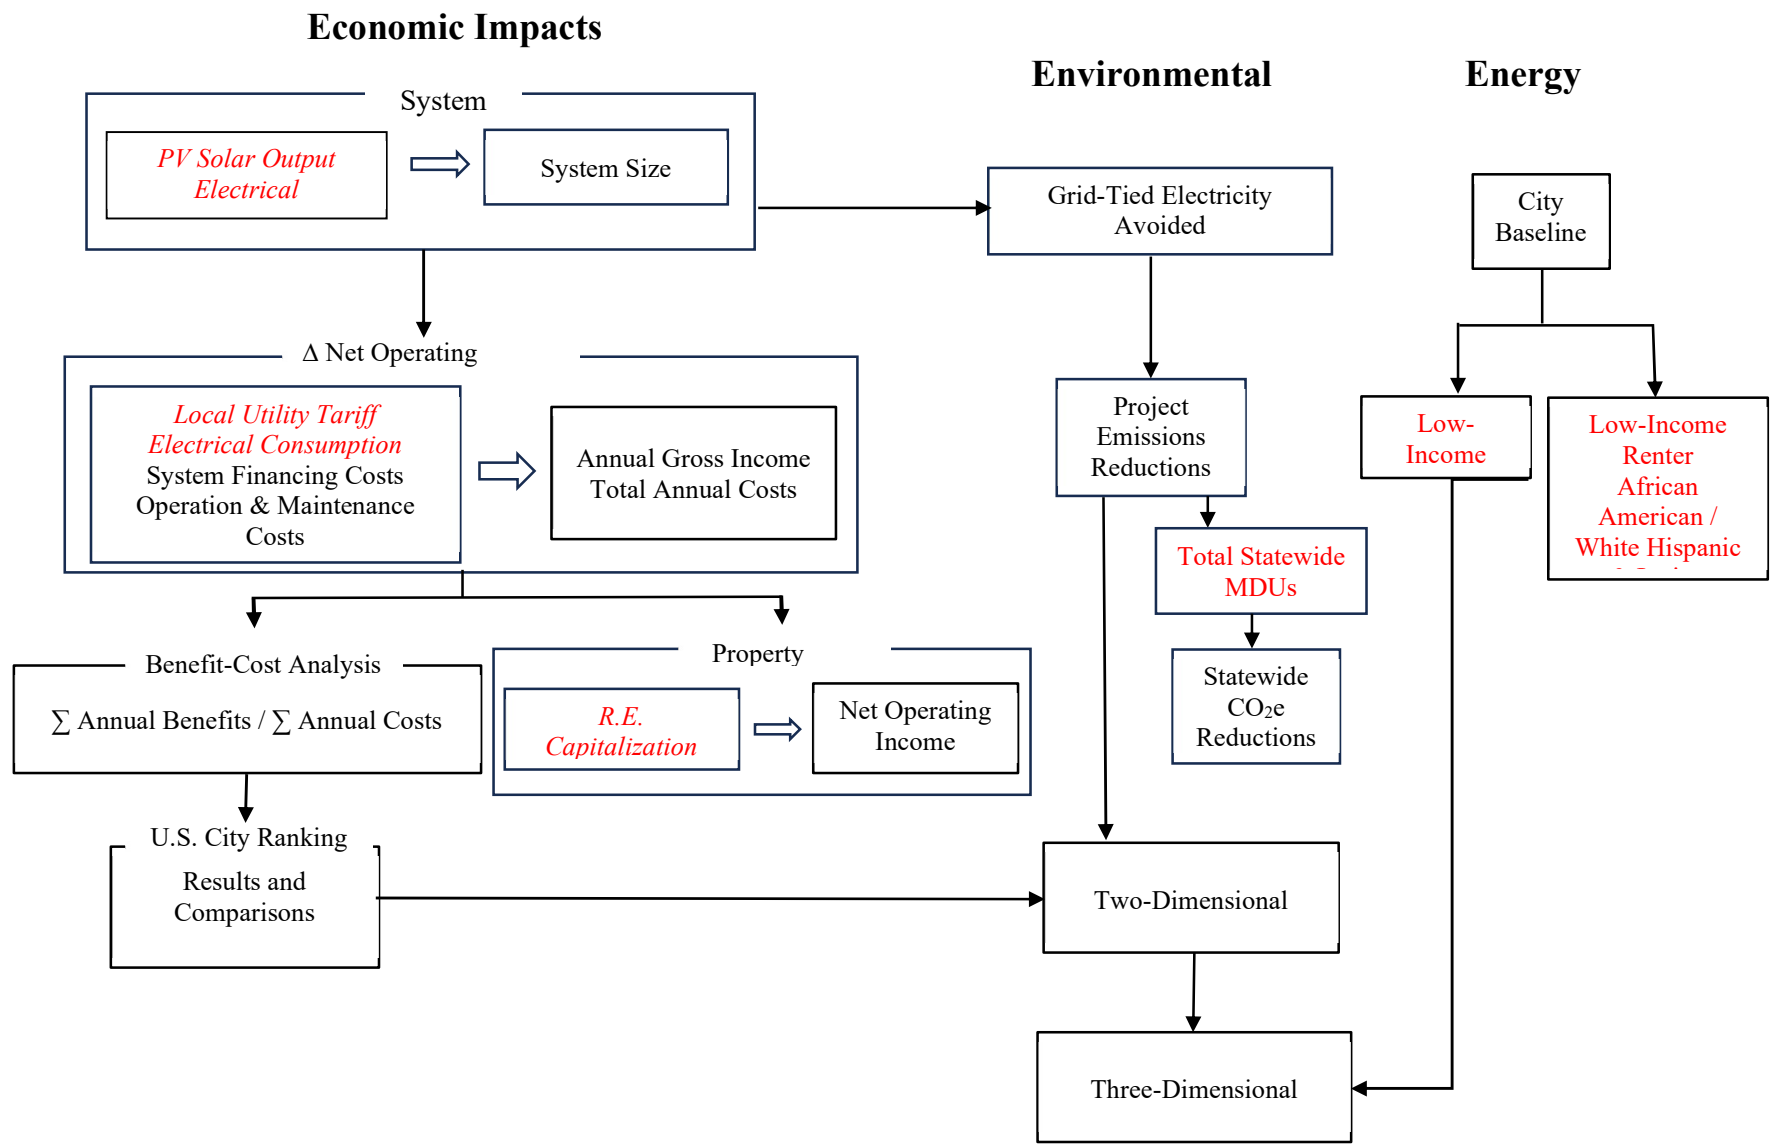 Economic Impacts
Environmental
Energy
System
PV Solar Output
Electrical
System Size
Grid-Tied Electricity
Avoided
City
Baseline
Δ Net Operating
Local Utility Tariff
Electrical Consumption
System Financing Costs
Operation & Maintenance
Costs
Annual Gross Income
Total Annual Costs
Project
Emissions
Reductions
Low-
Income
Low-Income
Renter
African
American /
White Hispanic
Total Statewide
MDUs
Benefit-Cost Analysis
∑ Annual Benefits / ∑ Annual Costs
Property
R.E.
Capitalization
Net Operating
Income
Statewide
CO₂e
Reductions
U.S. City Ranking
Results and
Comparisons
Two-Dimensional
Three-Dimensional